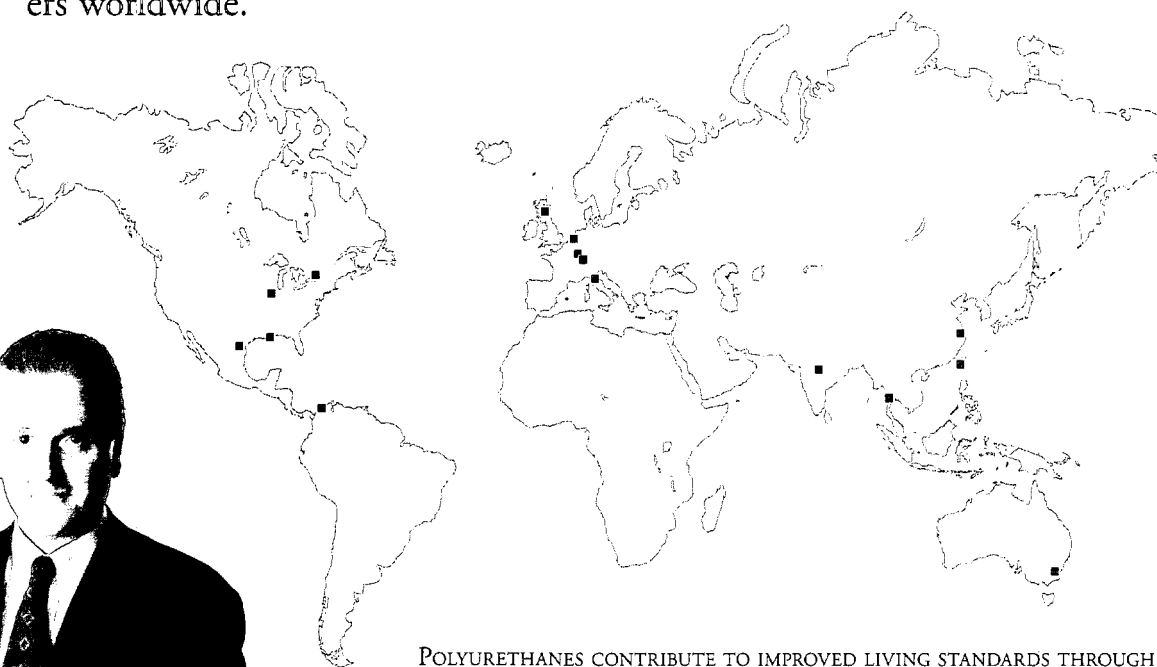 ers worldwide.
POLYURETHANES CONTRIBUTE TO IMPROVED LIVING STANDARDS THROUGH